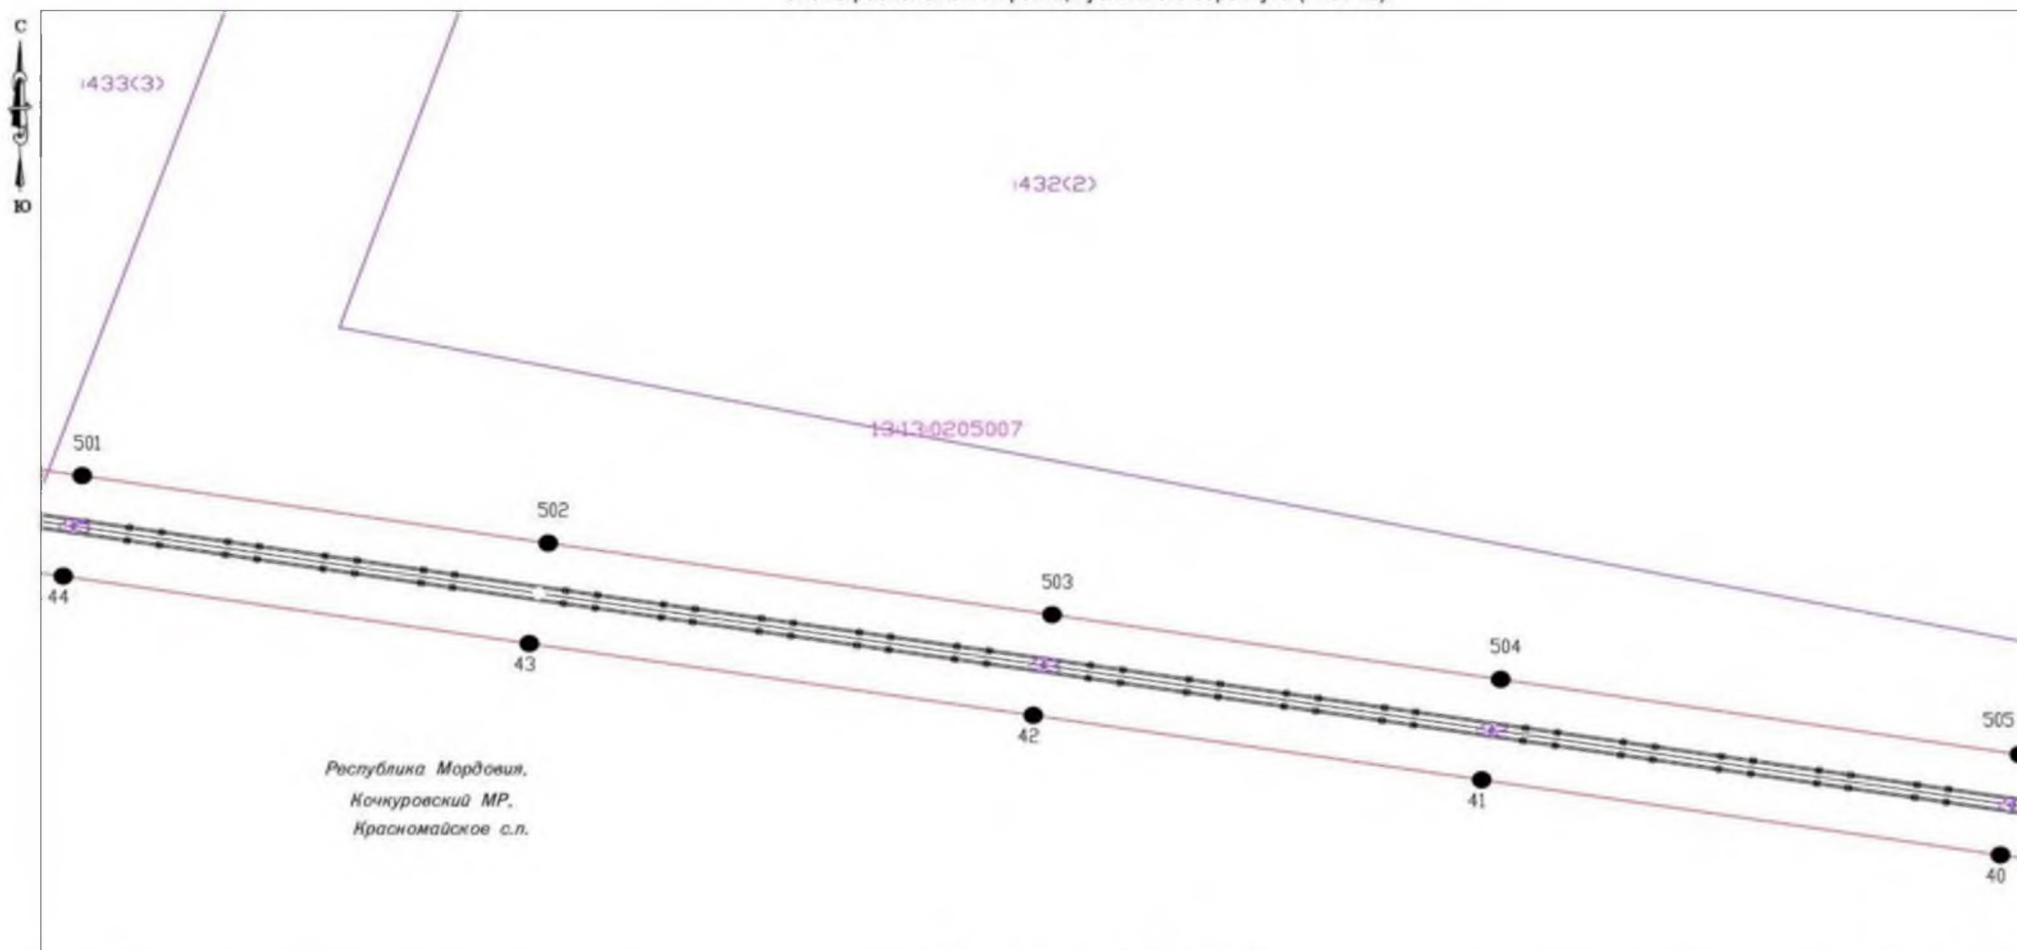 С
:433(3)
Ю
:432(2)
13:13:0205007
501
502
44
503
43
504
42
505
41
40
Республика Мордовия,
Кочкуровский МР,
Красномайское с.п.